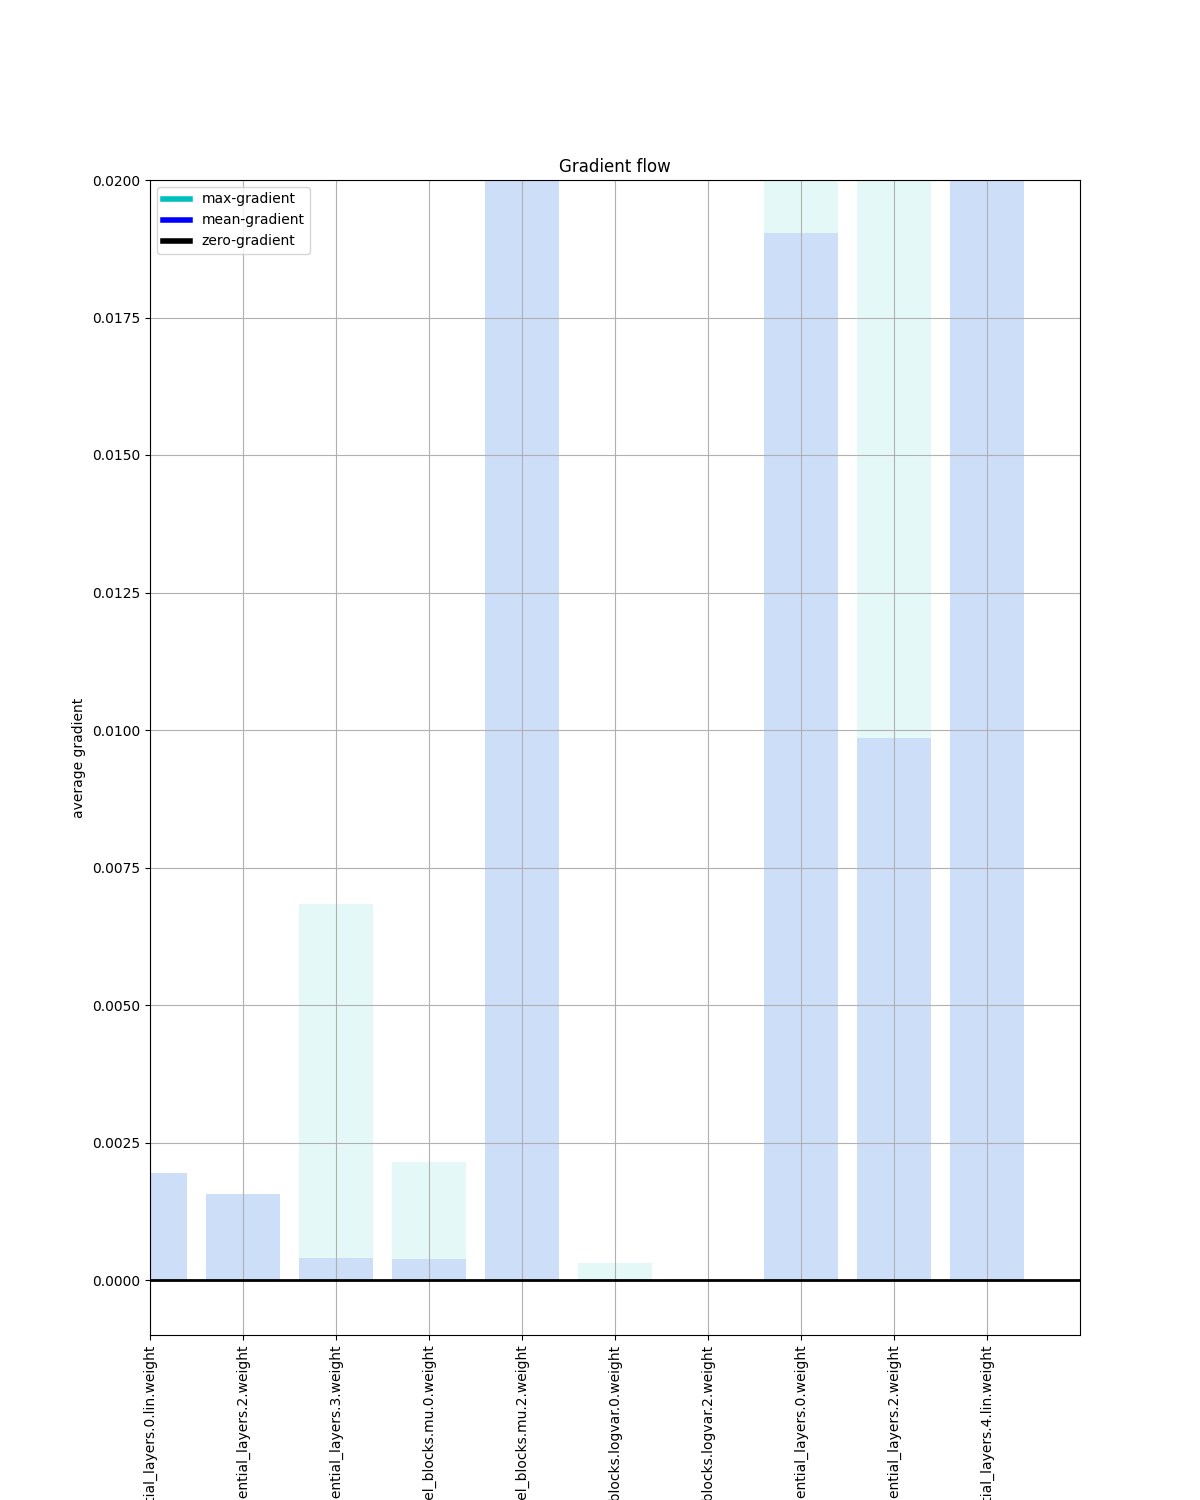 Gradient flow
max-gradient
mean-gradient
zero-gradient
0.0200
0.0175
0.0150
0.0125
0.0100
0.0075
0.0050
0.0025
0.0000
average gradient
tial_layers.0.lin.weight
ential_layers.2.weight
ential_layers.3.weight
el_blocks.mu.0.weight
el_blocks.mu.2.weight
blocks.logvar.0.weight
blocks.logvar.2.weight
ential_layers.0.weight
ential_layers.2.weight
tial_layers.4.lin.weight